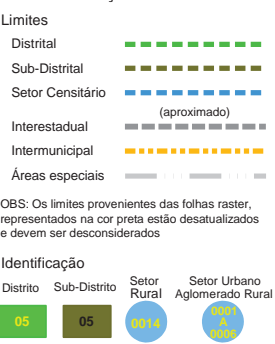 Limites
Distrital
Sub-Distrital
Setor Censitário
(aproximado)
Interestadual
Intermunicipal
Áreas especiais
OBS: Os limites provenientes das folhas raster,
representados na cor preta estão desatualizados
e devem ser desconsiderados
Identificação
Distrito
Sub-Distrito
Setor
Rural
Setor Urbano
Aglomerado Rural
05
05
0014
0001
A
0006